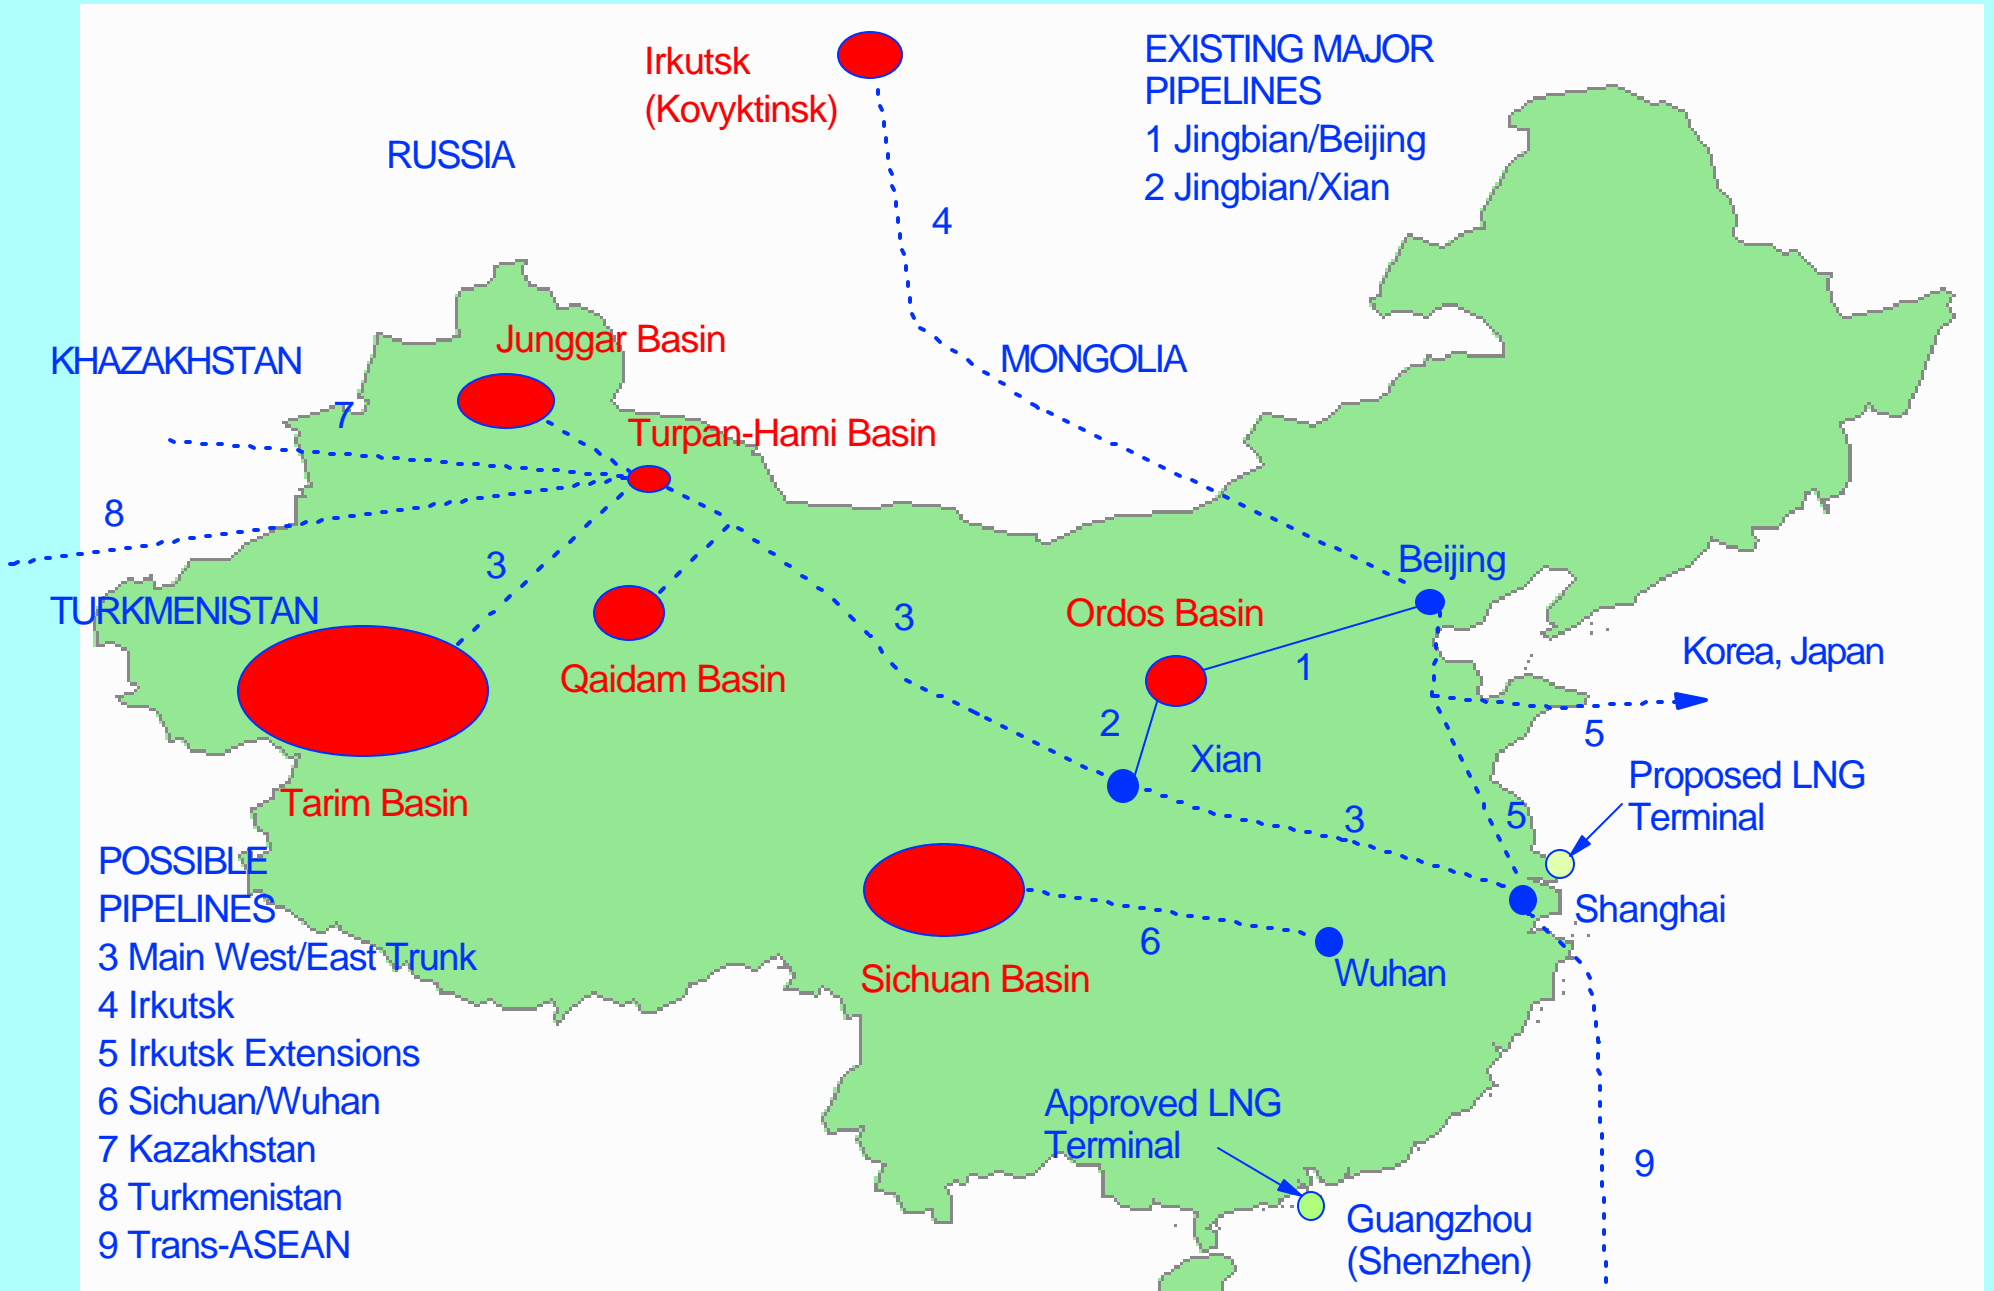 Irkutsk
(Kovyktinsk)
EXISTING MAJOR
PIPELINES
1 Jingbian/Beijing
2 Jingbian/Xian
RUSSIA
4
Junggar Basin
KHAZAKHSTAN
MONGOLIA
7
Turpan-Hami Basin
8
3
Beijing
TURKMENISTAN
3
Ordos Basin
Korea, Japan
1
Qaidam Basin
2
5
Xian
Proposed LNG
Terminal
Tarim Basin
3
5
POSSIBLE
PIPELINES
3 Main West/East Trunk
4 Irkutsk
5 Irkutsk Extensions
6 Sichuan/Wuhan
7 Kazakhstan
8 Turkmenistan
9 Trans-ASEAN
Shanghai
6
Sichuan Basin
Wuhan
Approved LNG
Terminal
9
Guangzhou
(Shenzhen)